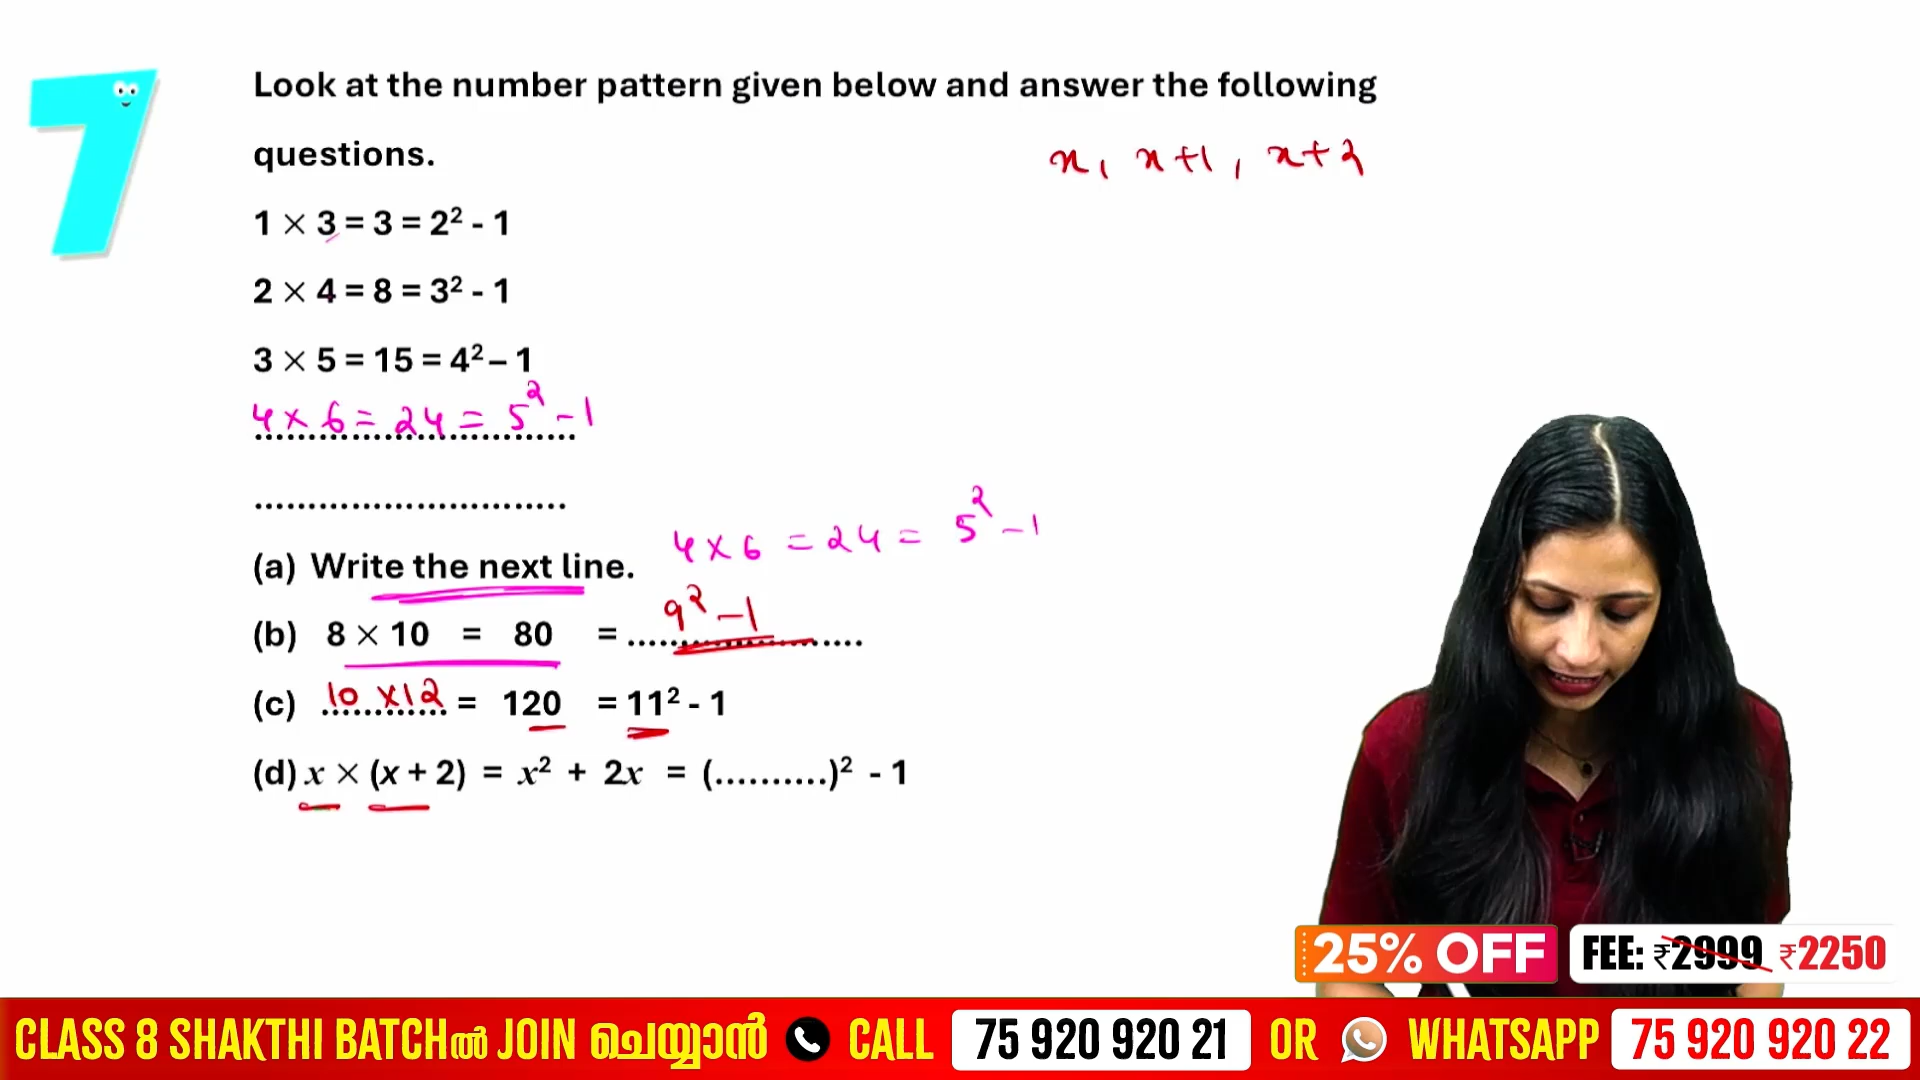 7
Look at the number pattern given below and answer the following
questions.
x, x+1, x+2
1 × 3 = 3 = 2² - 1
2 × 4 = 8 = 3² - 1
3 × 5 = 15 = 4² – 1
4 × 6 = 24 = 5² - 1
..............................
.............................
4 × 6 = 24 = 5² - 1
(a) Write the next line.
(b) 8 × 10 = 80 = ...... 9² - 1 ......
(c) 10 × 12 = 120 = 11² - 1
(d) x × (x + 2) = x² + 2x = (..........)² - 1
25% OFF FEE: ₹2999 ₹2250
CLASS 8 SHAKTHI BATCHൽ JOIN ചെയ്യാൻ CALL 75 920 920 21 OR WHATSAPP 75 920 920 22